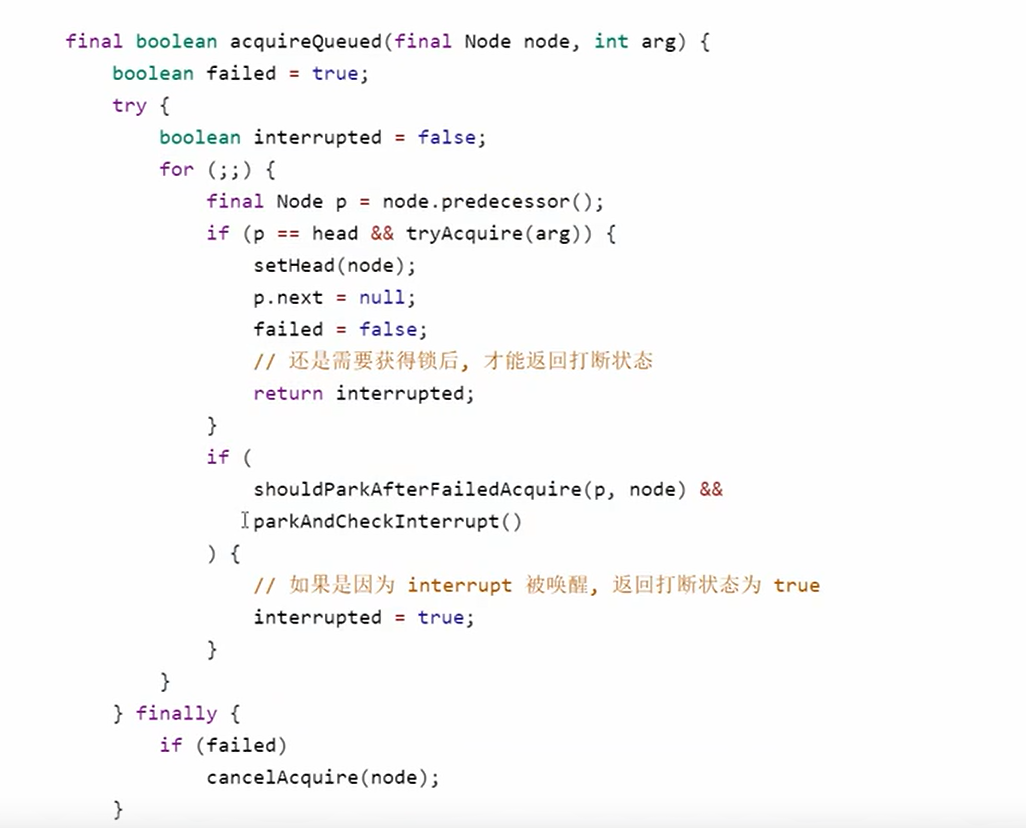 final boolean acquireQueued(final Node node, int arg) {
boolean failed = true;
try {
boolean interrupted = false;
for (;;) {
final Node p = node.predecessor();
if (p == head && tryAcquire(arg)) {
setHead(node);
p.next = null;
failed = false;
// 还是需要获得锁后, 才能返回打断状态
return interrupted;
}
if (
shouldParkAfterFailedAcquire(p, node) &&
parkAndCheckInterrupt()
) {
// 如果是因为 interrupt 被唤醒, 返回打断状态为 true
interrupted = true;
}
}
} finally {
if (failed)
cancelAcquire(node);
}